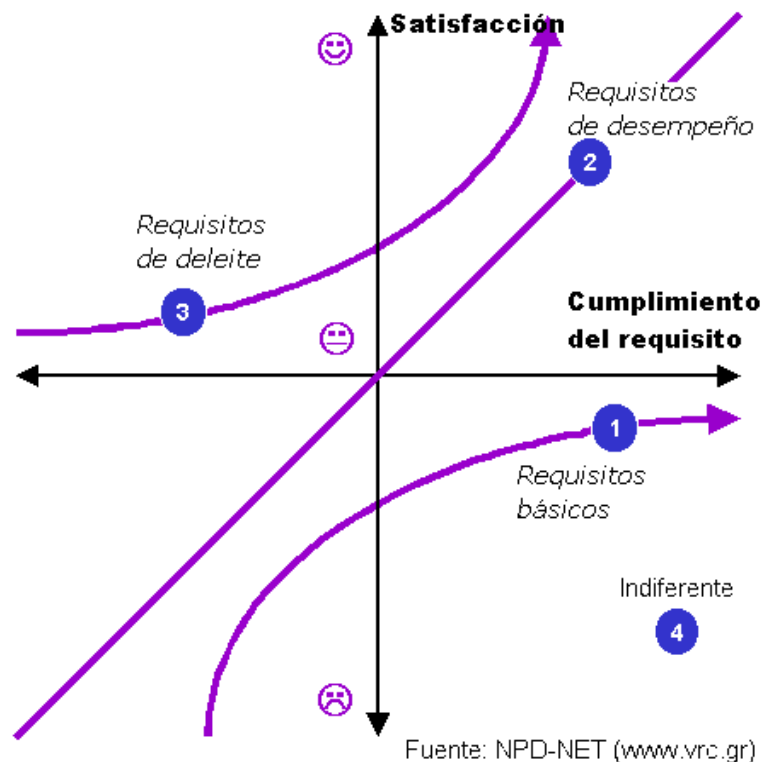 Satisfacción
Requisitos
de desempeño
2
Requisitos
de deleite
3
Cumplimiento
del requisito
1
Requisitos
básicos
Indiferente
4
Fuente: NPD-NET (www.vrc.gr)